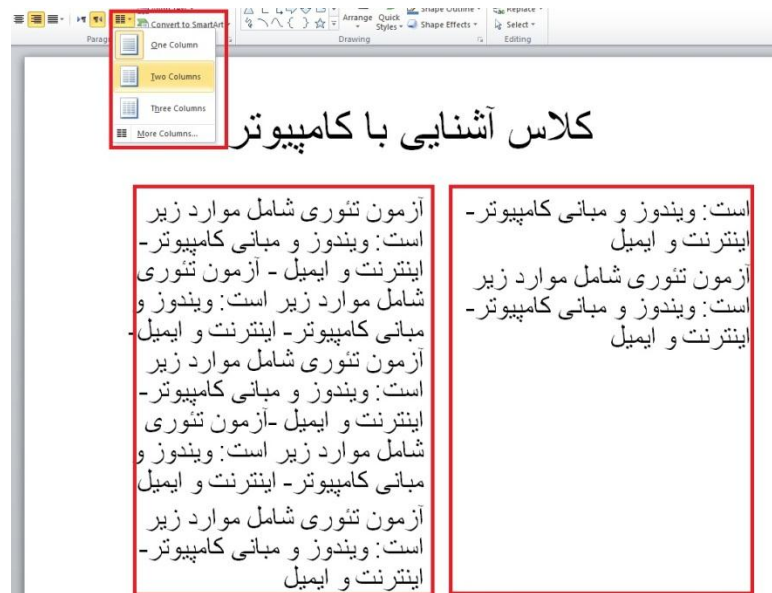 Convert to SmartArt
Shape Outline
Replace
Arrange
Quick
Styles
Shape Effects
Select
Drawing
Editing
One Column
Two Columns
Three Columns
More Columns...
کلاس آشنایی با کامپیوتر
آزمون تئوری شامل موارد زیر
است: ویندوز و مبانی کامپیوتر-
اینترنت و ایمیل - آزمون تئوری
شامل موارد زیر است: ویندوز و
مبانی کامپیوتر- اینترنت و ایمیل-
آزمون تئوری شامل موارد زیر
است: ویندوز و مبانی کامپیوتر-
اینترنت و ایمیل -آزمون تئوری
شامل موارد زیر است: ویندوز و
مبانی کامپیوتر- اینترنت و ایمیل
آزمون تئوری شامل موارد زیر
است: ویندوز و مبانی کامپیوتر-
اینترنت و ایمیل
است: ویندوز و مبانی کامپیوتر-
اینترنت و ایمیل
آزمون تئوری شامل موارد زیر
است: ویندوز و مبانی کامپیوتر-
اینترنت و ایمیل